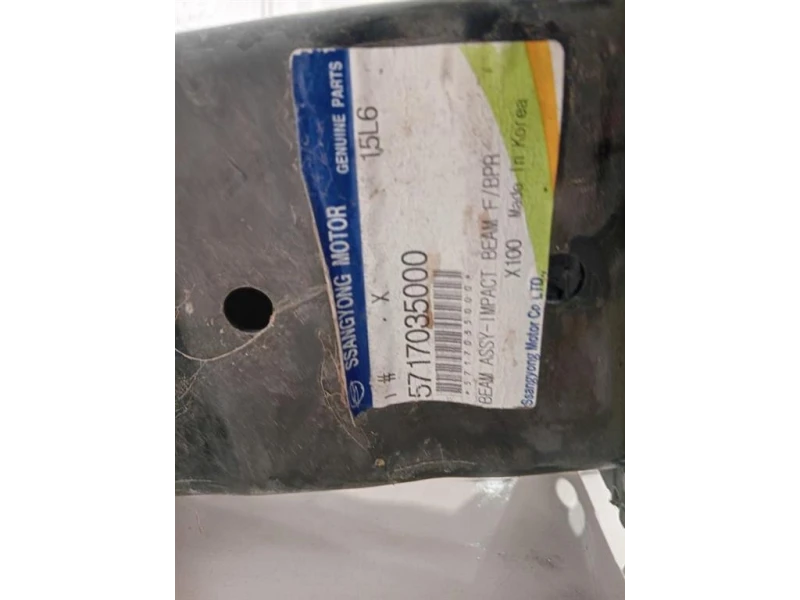 SSANGYONG MOTOR GENUINE PARTS
X 15L6
5717035000
*5717035000*
BEAM ASSY-IMPACT BEAM F/BPR
X100 Made In Korea
Ssangyong Motor Co LTD.,